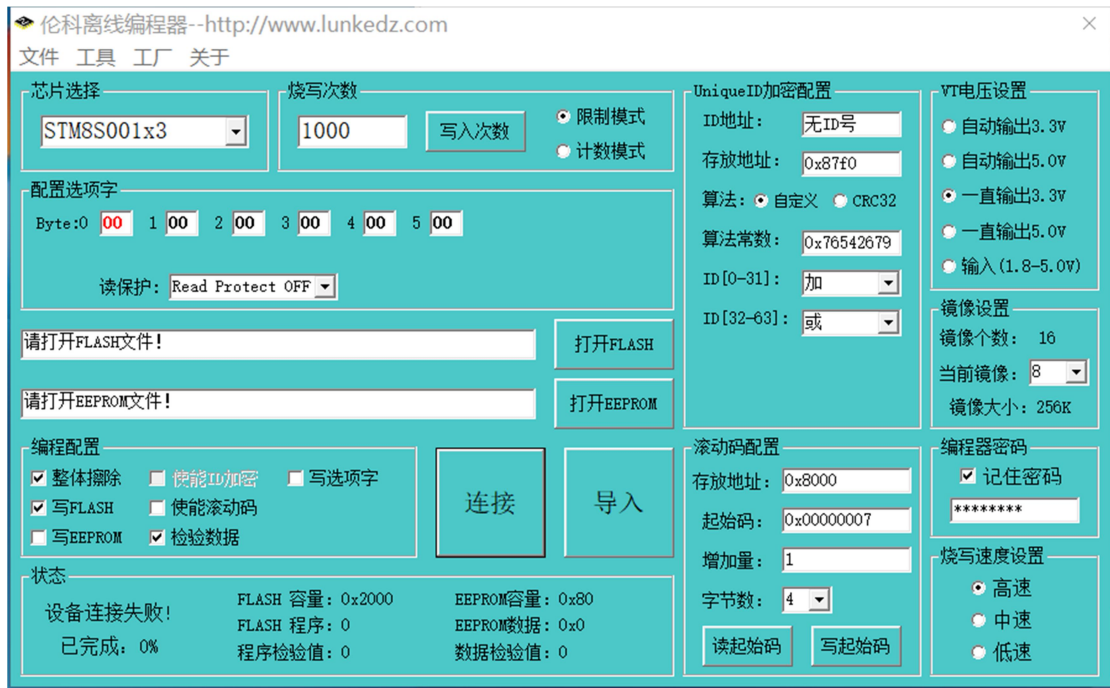 伦科离线编程器--http://www.lunkedz.com
文件 工具 工厂 关于
芯片选择
STM8S001x3
烧写次数
1000
写入次数
限制模式
计数模式
配置选项字
Byte:0 00 1 00 2 00 3 00 4 00 5 00
读保护: Read Protect OFF
请打开FLASH文件!
打开FLASH
请打开EEPROM文件!
打开EEPROM
编程配置
整体擦除 使能ID加密 写选项字
写FLASH 使能滚动码
写EEPROM 检验数据
连接
导入
状态
设备连接失败!
已完成: 0%
FLASH 容量: 0x2000
FLASH 程序: 0
程序检验值: 0
EEPROM容量: 0x80
EEPROM数据: 0x0
数据检验值: 0
UniqueID加密配置
ID地址: 无ID号
存放地址: 0x87f0
算法: 自定义 CRC32
算法常数: 0x76542679
ID[0-31]: 加
ID[32-63]: 或
滚动码配置
存放地址: 0x8000
起始码: 0x00000007
增加量: 1
字节数: 4
读起始码 写起始码
VT电压设置
自动输出3.3V
自动输出5.0V
一直输出3.3V
一直输出5.0V
输入(1.8-5.0V)
镜像设置
镜像个数: 16
当前镜像: 8
镜像大小: 256K
编程器密码
记住密码
********
烧写速度设置
高速
中速
低速